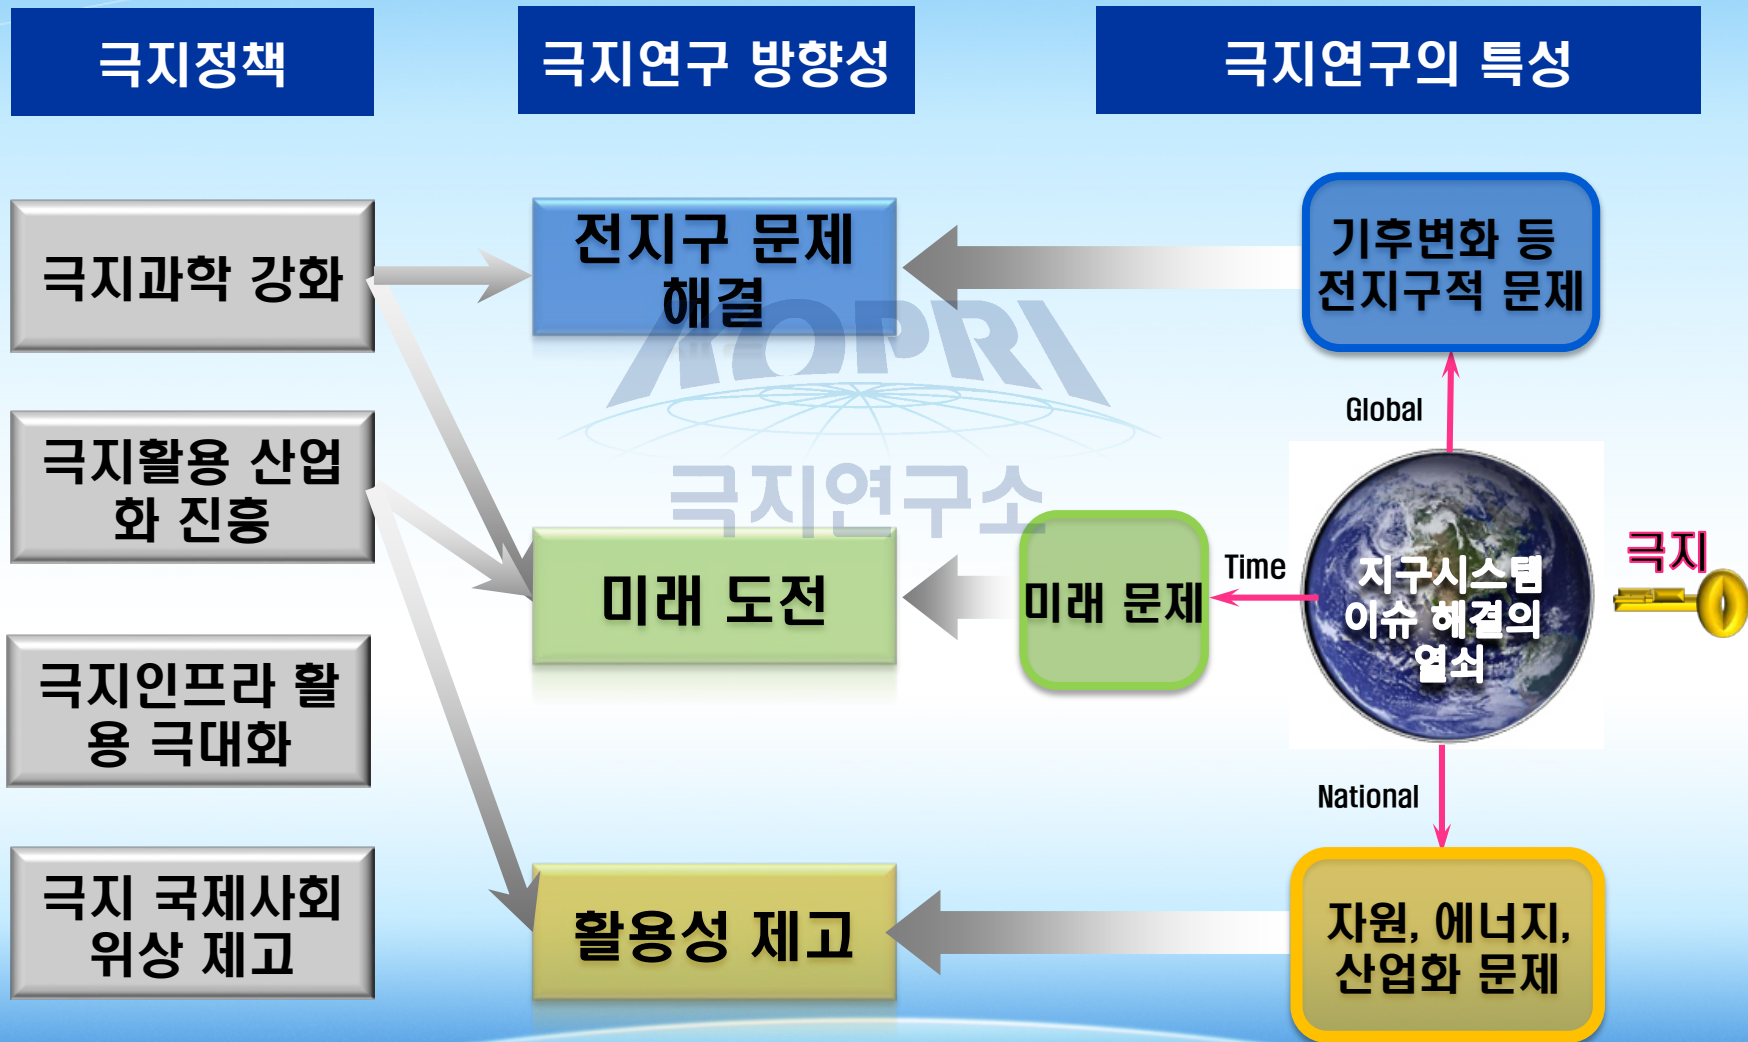 극지정책
극지연구 방향성
극지연구의 특성
극지과학 강화
극지활용 산업
화 진흥
극지인프라 활
용 극대화
극지 국제사회
위상 제고
전지구 문제
해결
미래 도전
활용성 제고
기후변화 등
전지구적 문제
Global
미래 문제
Time
지구시스템
이슈 해결의
열쇠
극지
National
자원, 에너지,
산업화 문제
KOPRI
극지연구소